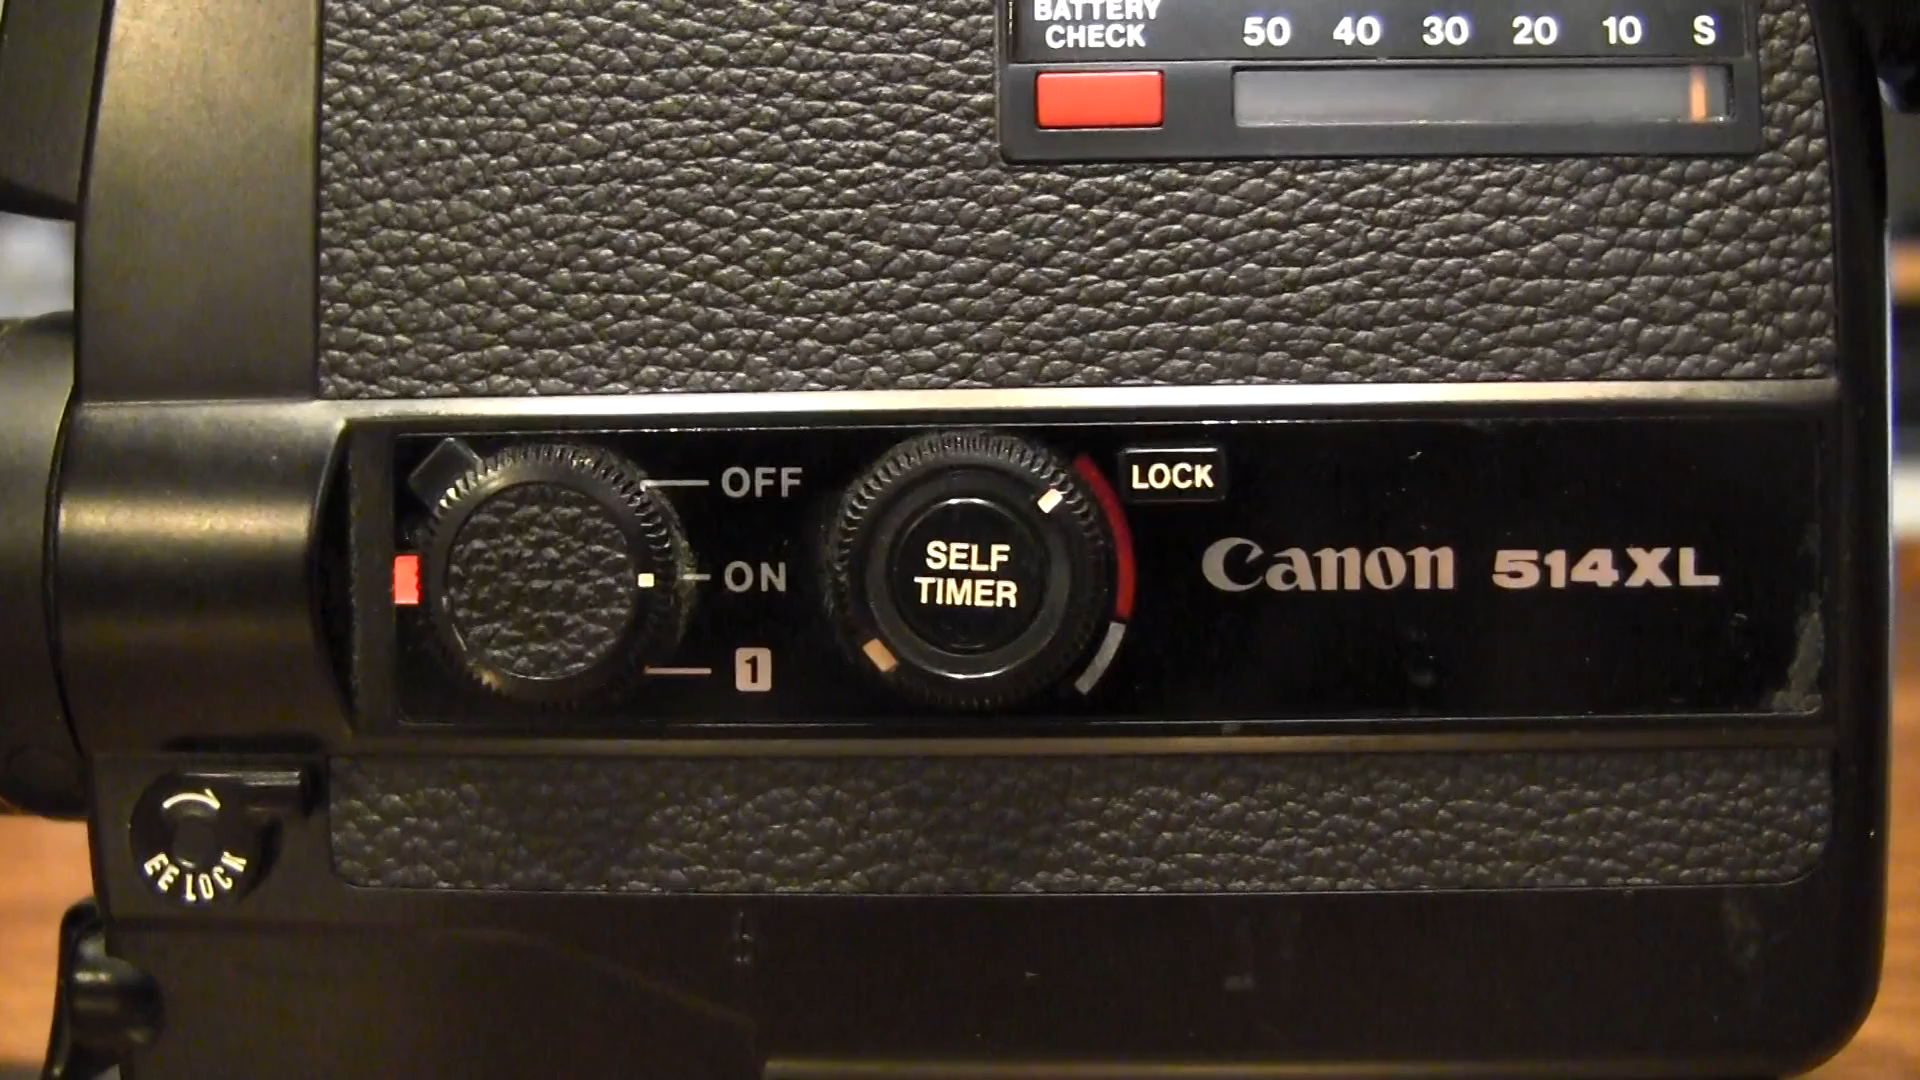 BATTERY
CHECK
50 40 30 20 10 S
OFF
ON
1
SELF
TIMER
LOCK
Canon 514XL
EE LOCK